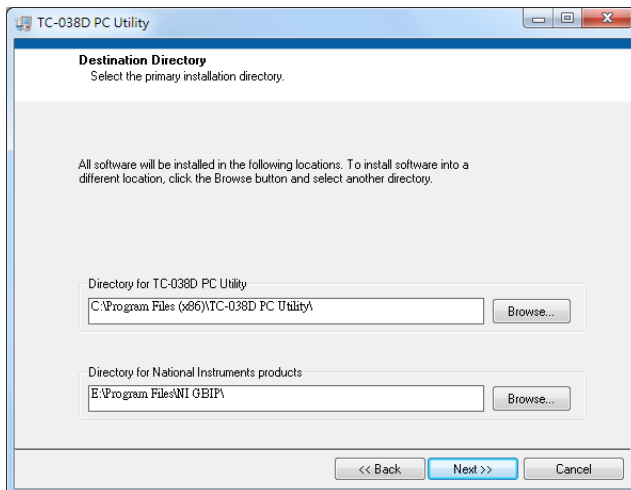 TC-038D PC Utility
Destination Directory
Select the primary installation directory.
All software will be installed in the following locations. To install software into a
different location, click the Browse button and select another directory.
Directory for TC-038D PC Utility
C:\Program Files (x86)\TC-038D PC Utility\
Browse...
Directory for National Instruments products
E:\Program Files\NI GBIP\
Browse...
<< Back
Next >>
Cancel